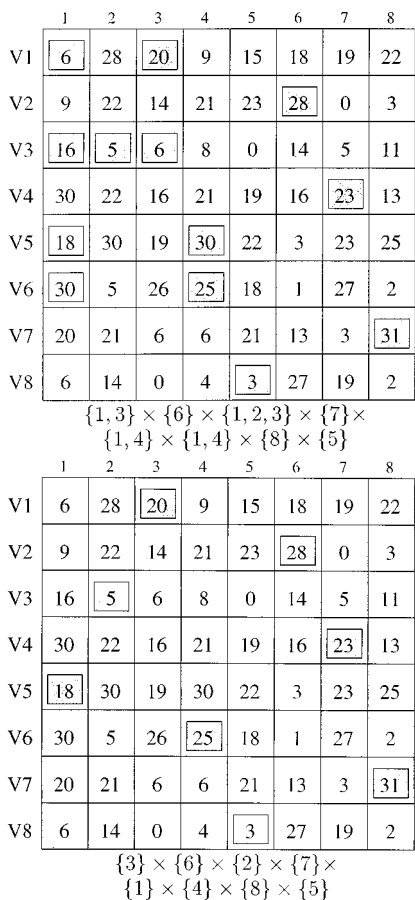 1 2 3 4 5 6 7 8
V1 6 28 20 9 15 18 19 22
V2 9 22 14 21 23 28 0 3
V3 16 5 6 8 0 14 5 11
V4 30 22 16 21 19 16 23 13
V5 18 30 19 30 22 3 23 25
V6 30 5 26 25 18 1 27 2
V7 20 21 6 6 21 13 3 31
V8 6 14 0 4 3 27 19 2
{1, 3} × {6} × {1, 2, 3} × {7}×
{1, 4} × {1, 4} × {8} × {5}
1 2 3 4 5 6 7 8
V1 6 28 20 9 15 18 19 22
V2 9 22 14 21 23 28 0 3
V3 16 5 6 8 0 14 5 11
V4 30 22 16 21 19 16 23 13
V5 18 30 19 30 22 3 23 25
V6 30 5 26 25 18 1 27 2
V7 20 21 6 6 21 13 3 31
V8 6 14 0 4 3 27 19 2
{3} × {6} × {2} × {7}×
{1} × {4} × {8} × {5}